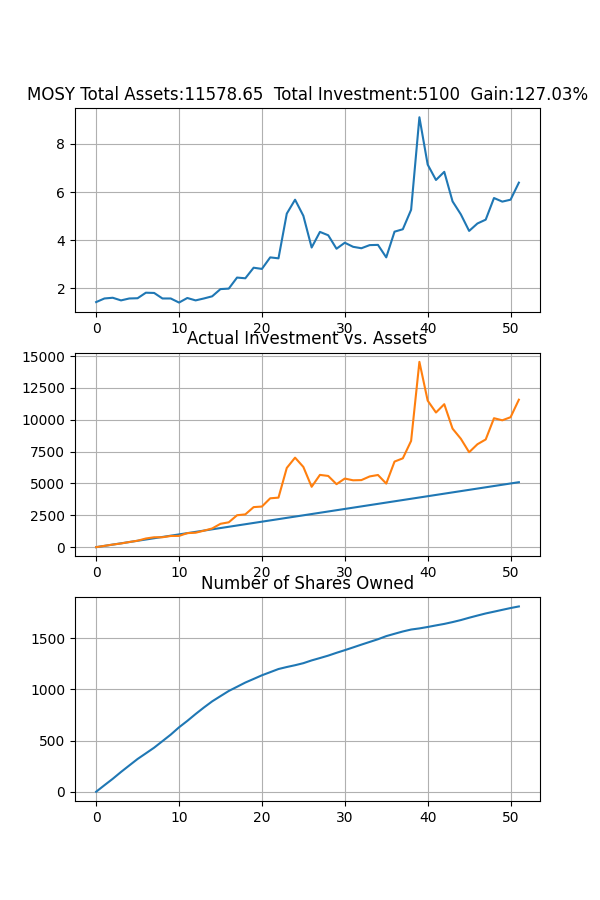 MOSY Total Assets:11578.65  Total Investment:5100  Gain:127.03%
8
6
4
2
0 10 20 30 40 50
Actual Investment vs. Assets
15000
12500
10000
7500
5000
2500
0
0 10 20 30 40 50
Number of Shares Owned
1500
1000
500
0
0 10 20 30 40 50